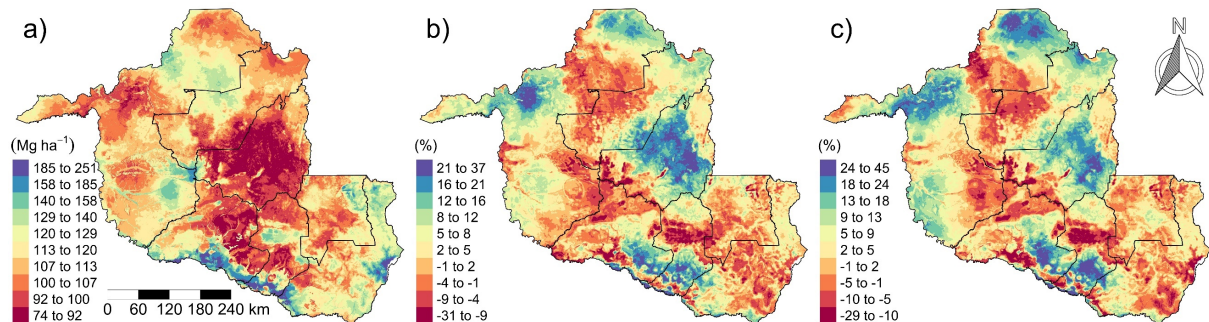 a)
(Mg ha⁻¹)
185 to 251
158 to 185
140 to 158
129 to 140
120 to 129
113 to 120
107 to 113
100 to 107
92 to 100
74 to 92
0 60 120 180 240 km
b)
(%)
21 to 37
16 to 21
12 to 16
8 to 12
5 to 8
2 to 5
-1 to 2
-4 to -1
-9 to -4
-31 to -9
c)
(%)
24 to 45
18 to 24
13 to 18
9 to 13
5 to 9
2 to 5
-1 to 2
-5 to -1
-10 to -5
-29 to -10
N